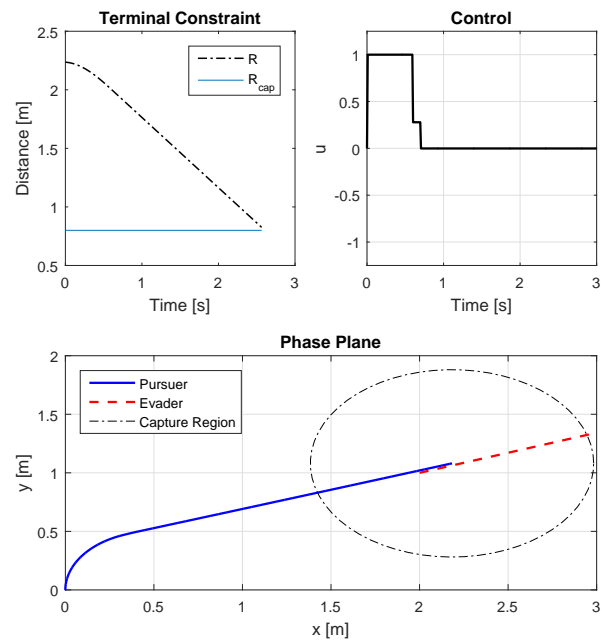 Terminal Constraint
Distance [m]
2.5
2
1.5
1
0.5
R
R_cap
0
1
2
3
Time [s]
Control
u
1
0.5
0
-0.5
-1
0
1
2
3
Time [s]
Phase Plane
y [m]
2
1.5
1
0.5
0
Pursuer
Evader
Capture Region
0
0.5
1
1.5
2
2.5
3
x [m]